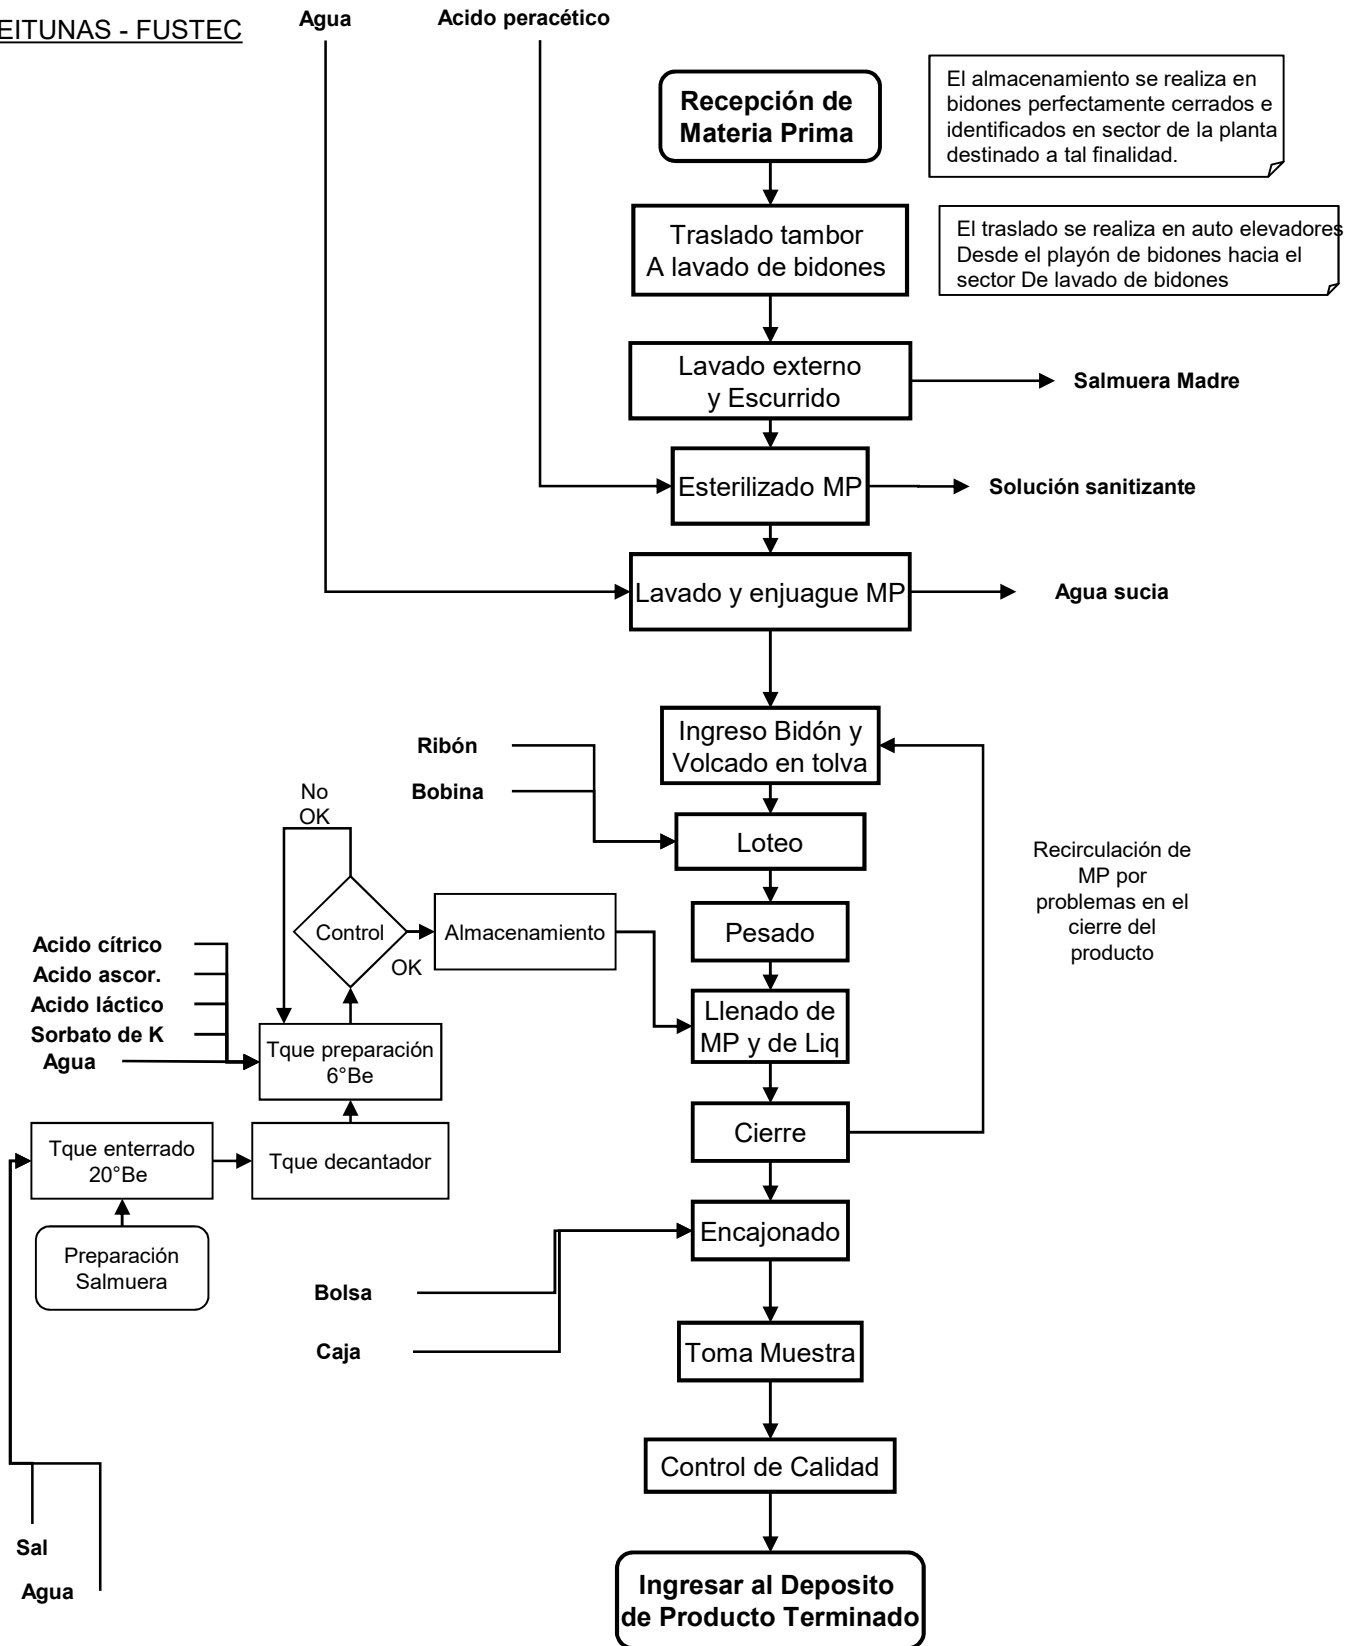 EITUNAS - FUSTEC
Agua
Acido peracético
Recepción de
Materia Prima
El almacenamiento se realiza en
bidones perfectamente cerrados e
identificados en sector de la planta
destinado a tal finalidad.
Traslado tambor
A lavado de bidones
El traslado se realiza en auto elevadores
Desde el playón de bidones hacia el
sector De lavado de bidones
Lavado externo
y Escurrido
Salmuera Madre
Esterilizado MP
Solución sanitizante
Lavado y enjuague MP
Agua sucia
Ingreso Bidón y
Volcado en tolva
Ribón
Bobina
Loteo
Recirculación de
MP por
problemas en el
cierre del
producto
No
OK
Control
OK
Almacenamiento
Pesado
Acido cítrico
Acido ascor.
Acido láctico
Sorbato de K
Agua
Tque preparación
6°Be
Llenado de
MP y de Liq
Tque enterrado
20°Be
Tque decantador
Cierre
Preparación
Salmuera
Encajonado
Bolsa
Caja
Toma Muestra
Control de Calidad
Sal
Agua
Ingresar al Deposito
de Producto Terminado